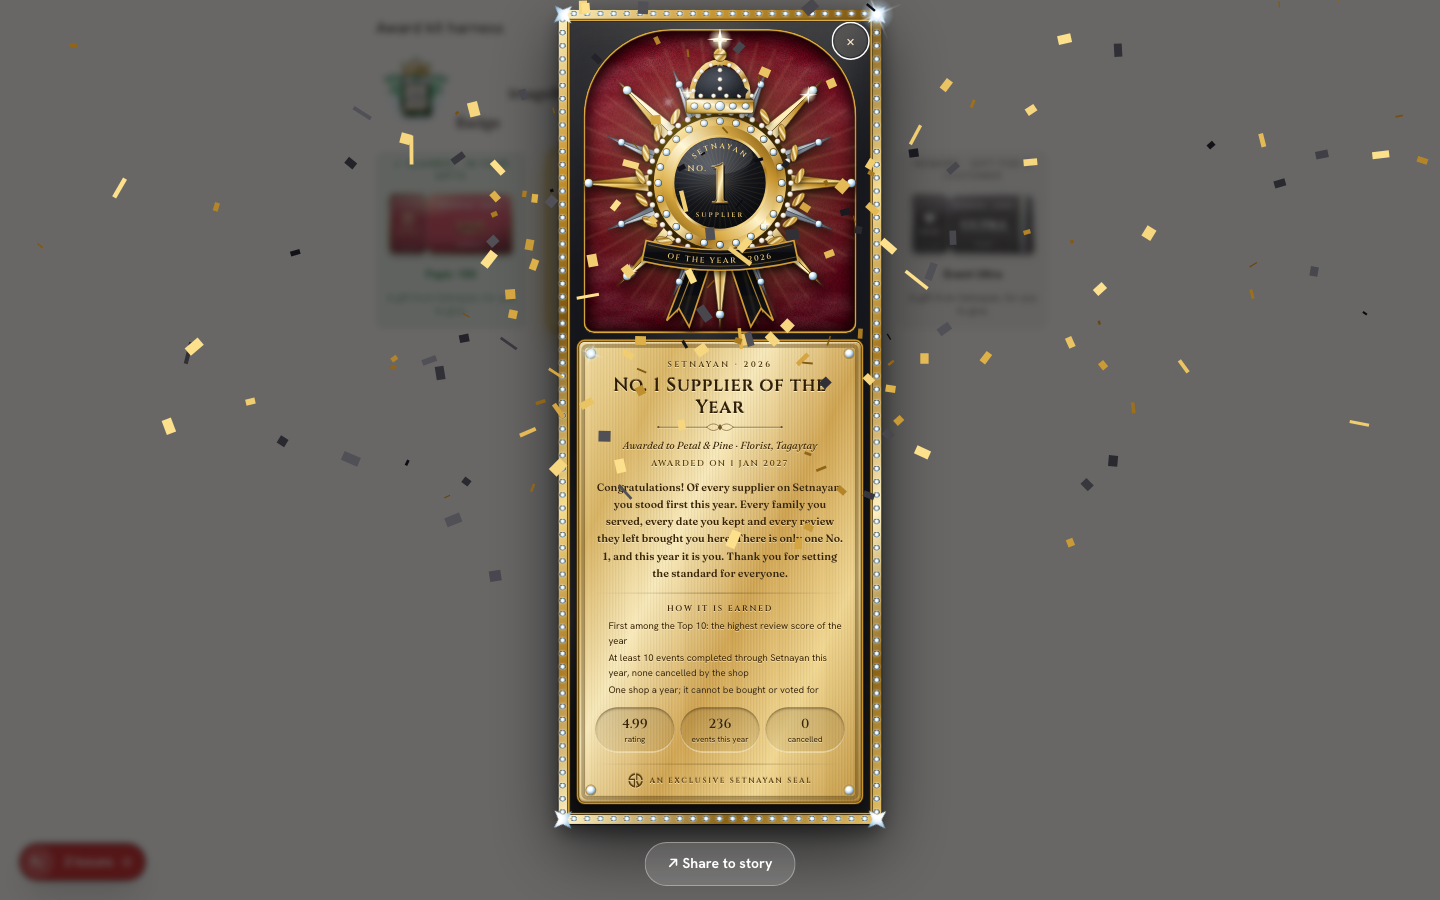 Award kit harness
×
SETNAYAN
NO. 1
SUPPLIER
OF THE YEAR 2026
SETNAYAN · 2026
No. 1 Supplier of the
Year
Awarded to Petal & Pine · Florist, Tagaytay
AWARDED ON 1 JAN 2027
Congratulations! Of every supplier on Setnayan,
you stood first this year. Every family you
served, every date you kept and every review
they left brought you here. There is only one No.
1, and this year it is you. Thank you for setting
the standard for everyone.
HOW IT IS EARNED
First among the Top 10: the highest review score of the
year
At least 10 events completed through Setnayan this
year, none cancelled by the shop
One shop a year; it cannot be bought or voted for
4.99 236 0
rating events this year cancelled
AN EXCLUSIVE SETNAYAN SEAL
↗ Share to story